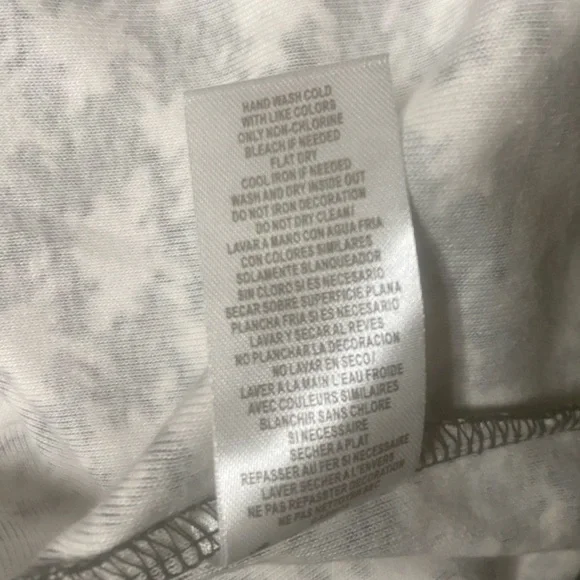 HAND WASH COLD
WITH LIKE COLORS
ONLY NON-CHLORINE
BLEACH IF NEEDED
FLAT DRY
COOL IRON IF NEEDED
WASH AND DRY INSIDE OUT
DO NOT IRON DECORATION
DO NOT DRY CLEAN/
LAVAR A MANO CON AGUA FRIA
CON COLORES SIMILARES
SOLAMENTE BLANQUEADOR
SIN CLORO SI ES NECESARIO
SECAR SOBRE SUPERFICIE PLANA
PLANCHA FRIA SI ES NECESARIO
LAVAR Y SECAR AL REVES
NO PLANCHAR LA DECORACION
NO LAVAR EN SECO/
LAVER A LA MAIN L'EAU FROIDE
AVEC COULEURS SIMILAIRES
BLANCHIR SANS CHLORE
SI NECESSAIRE
SECHER A PLAT
REPASSER AU FER SI NECESSAIRE
LAVER SECHER A L'ENVERS
NE PAS REPASSER DECORATION
NE PAS NETTOYER SEC